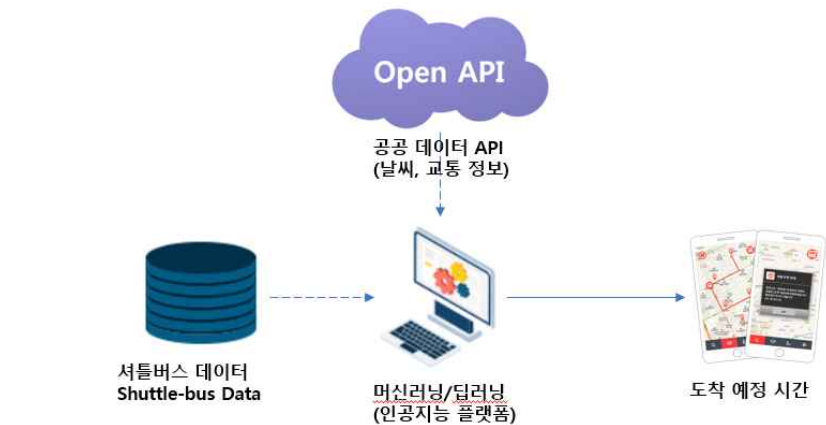 Open API
공공 데이터 API
(날씨, 교통 정보)
셔틀버스 데이터
Shuttle-bus Data
머신러닝/딥러닝
(인공지능 플랫폼)
도착 예정 시간